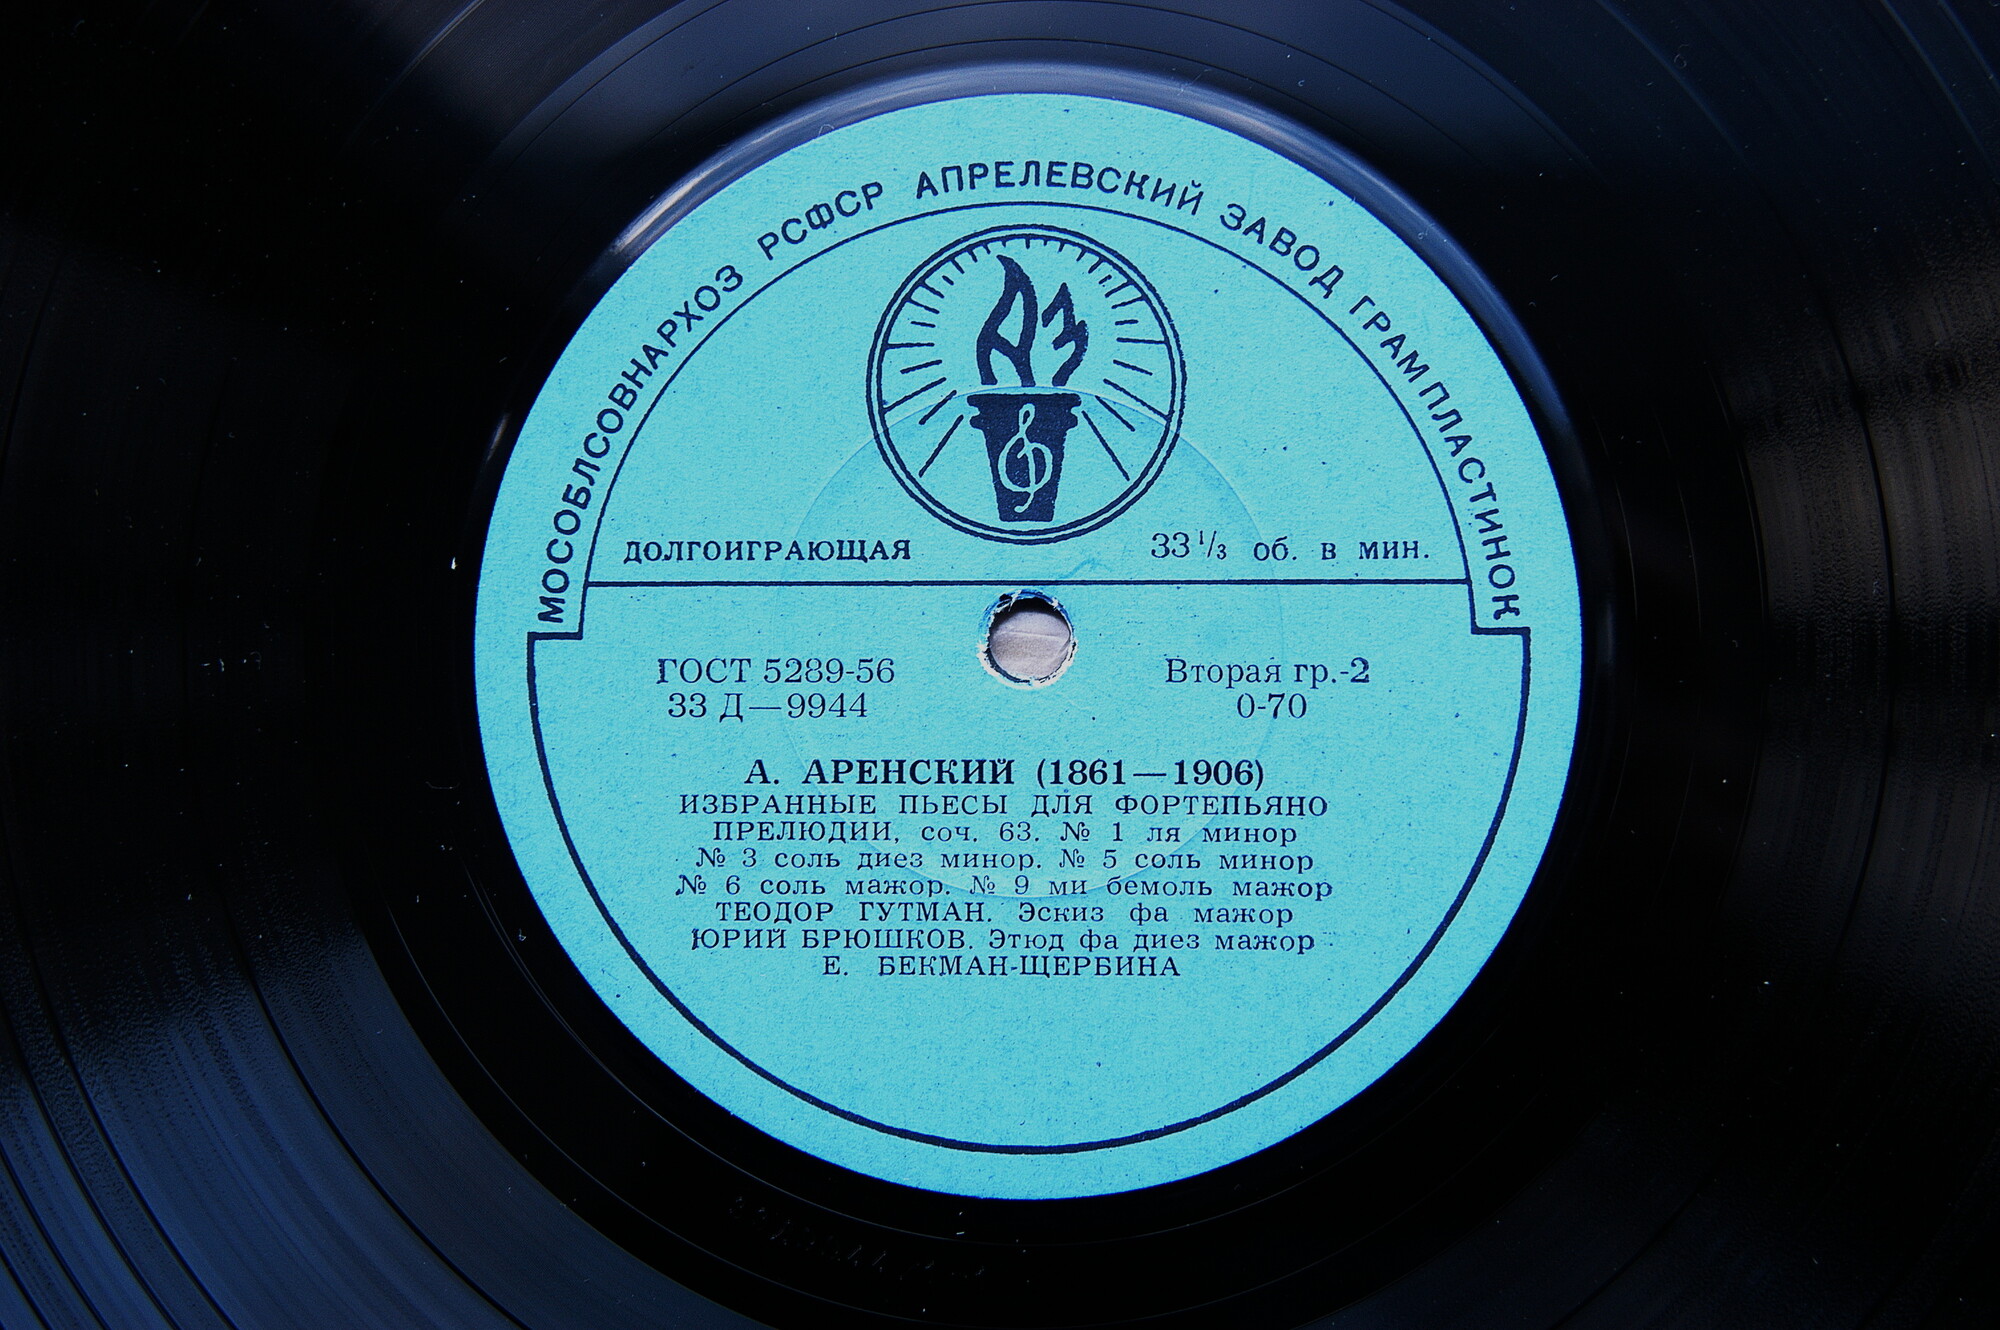 МОСОБЛСОВНАРХОЗ РСФСР АПРЕЛЕВСКИЙ ЗАВОД ГРАМПЛАСТИНОК
АЗ
ДОЛГОИГРАЮЩАЯ 33 1/3 об. в мин.
ГОСТ 5289-56 Вторая гр.-2
33 Д—9944 0-70
А. АРЕНСКИЙ (1861—1906)
ИЗБРАННЫЕ ПЬЕСЫ ДЛЯ ФОРТЕПЬЯНО
ПРЕЛЮДИИ, соч. 63. № 1 ля минор
№ 3 соль диез минор. № 5 соль минор
№ 6 соль мажор. № 9 ми бемоль мажор
ТЕОДОР ГУТМАН. Эскиз фа мажор
ЮРИЙ БРЮШКОВ. Этюд фа диез мажор
Е. БЕКМАН-ЩЕРБИНА